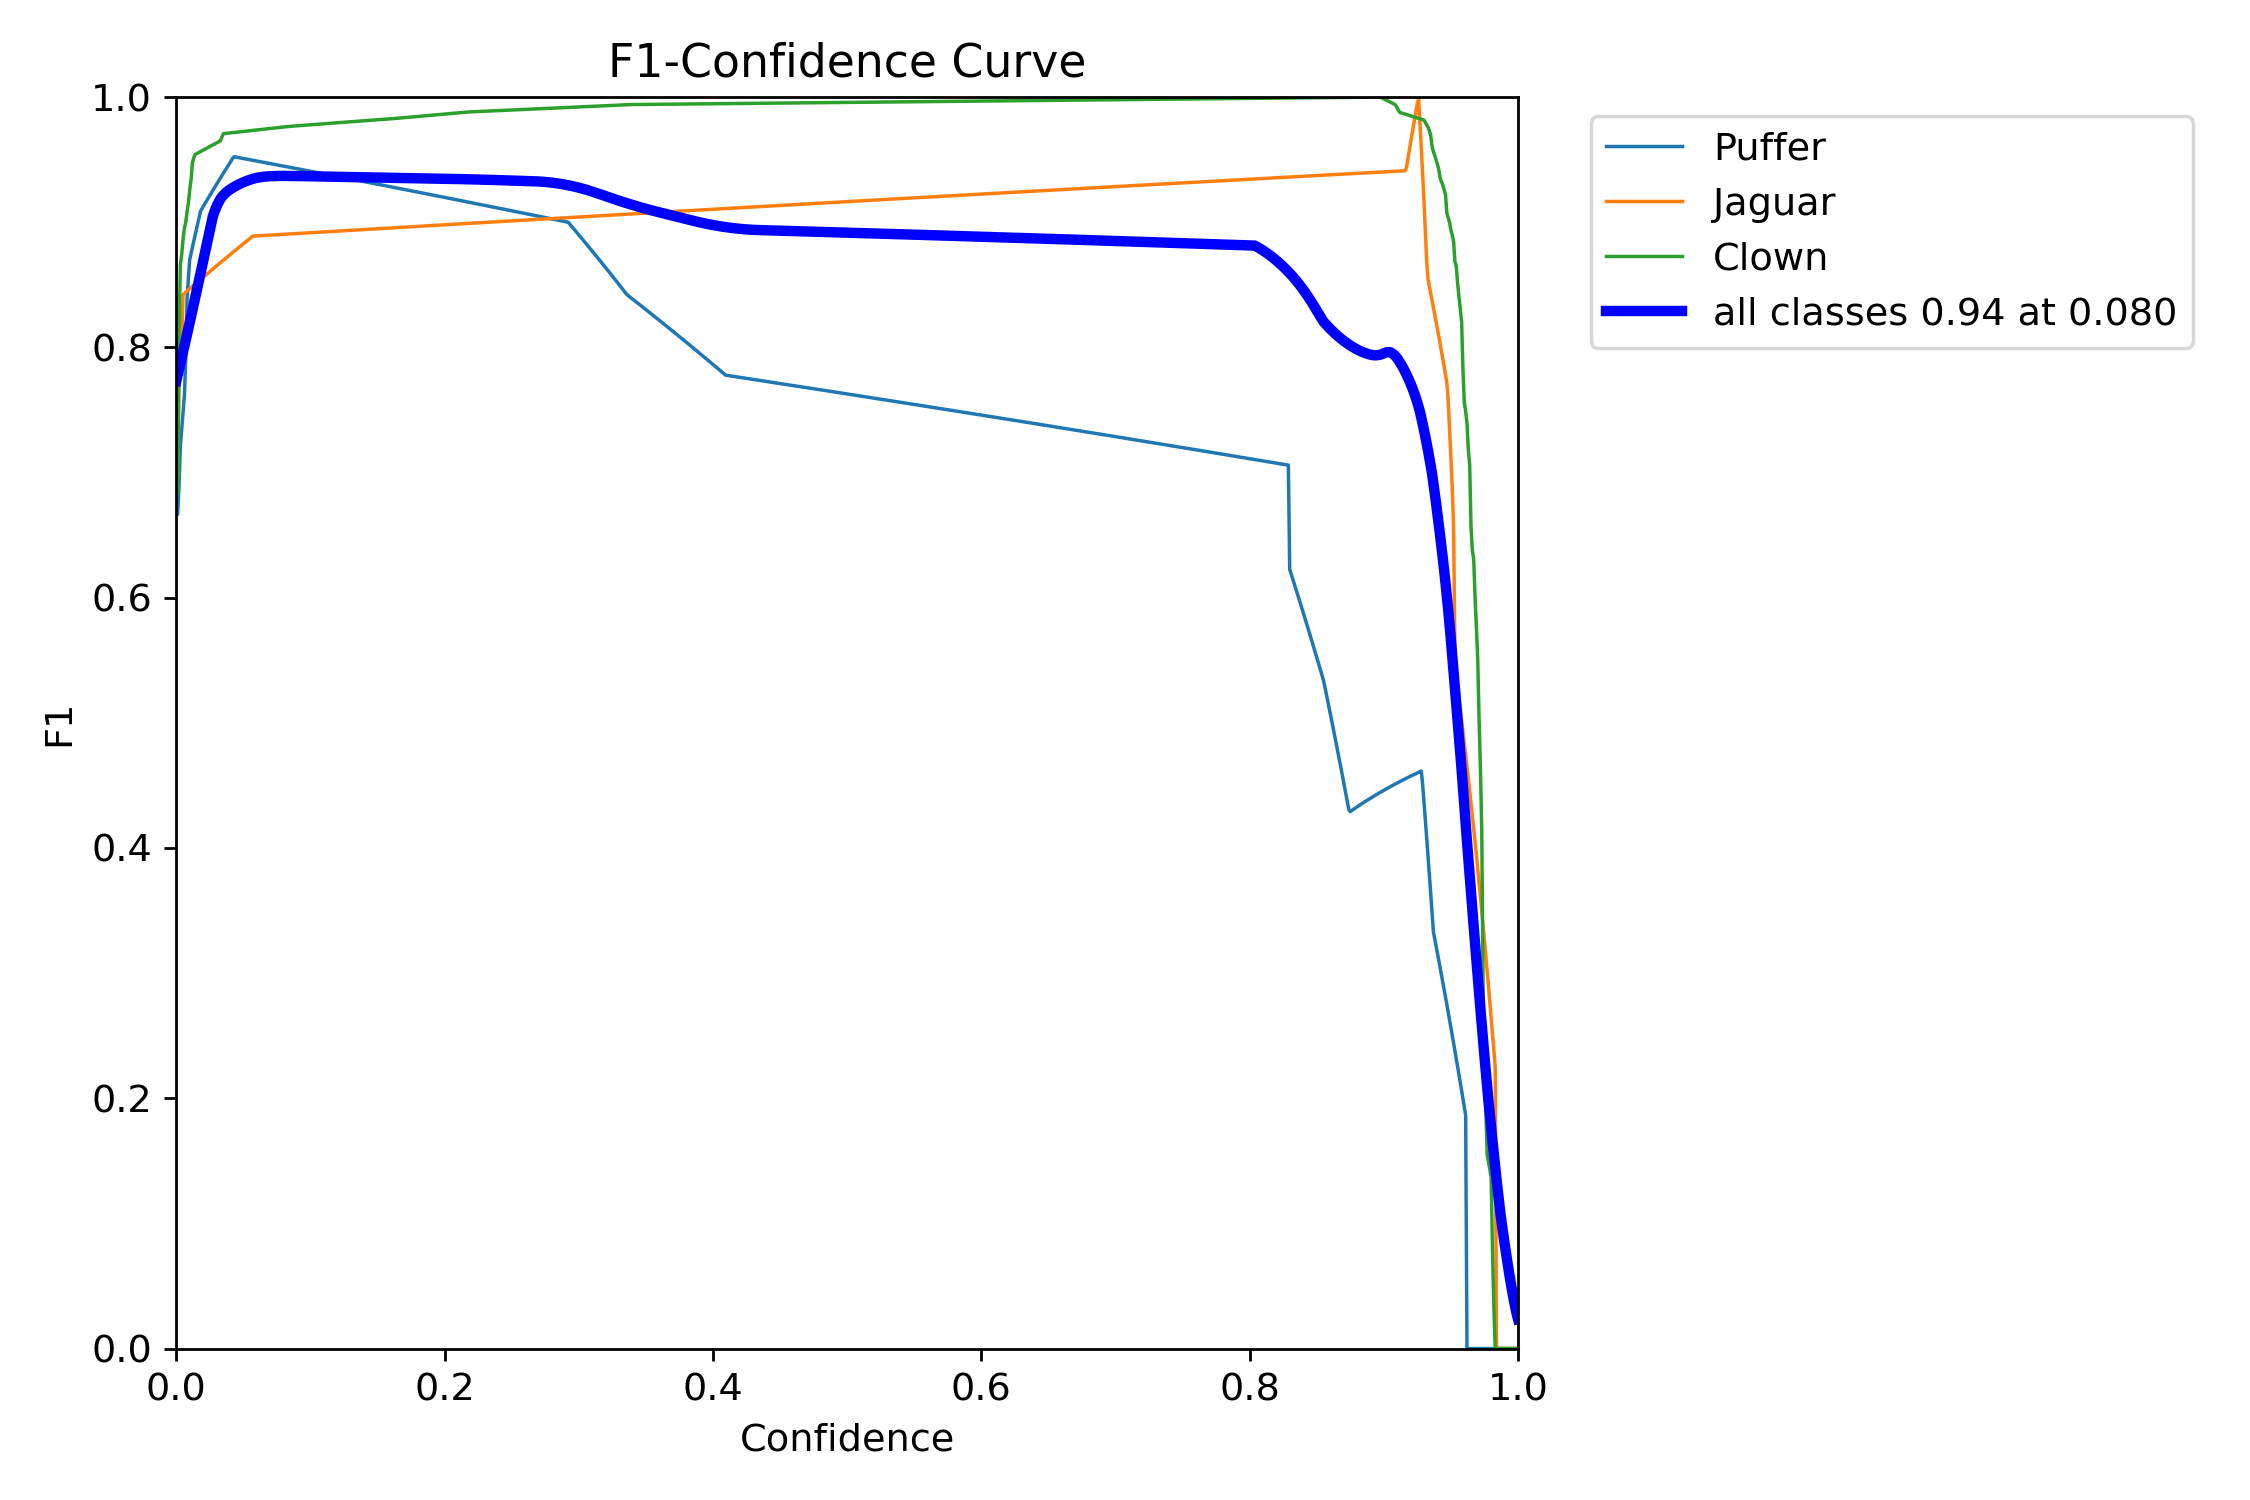 F1-Confidence Curve
1.0
0.8
0.6
0.4
0.2
0.0
F1
0.0 0.2 0.4 0.6 0.8 1.0
Confidence
Puffer
Jaguar
Clown
all classes 0.94 at 0.080